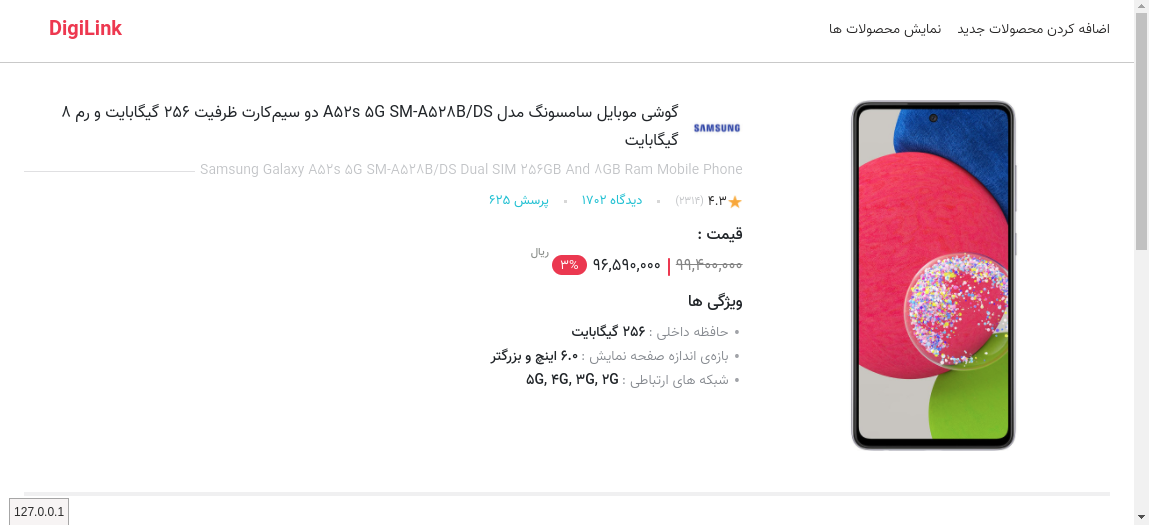 اضافه کردن محصولات جدید نمایش محصولات ها DigiLink
گوشی موبایل سامسونگ مدل A۵۲s ۵G SM-A۵۲۸B/DS دو سیم‌کارت ظرفیت ۲۵۶ گیگابایت و رم ۸
گیگابایت
SAMSUNG
Samsung Galaxy A۵۲s ۵G SM-A۵۲۸B/DS Dual SIM ۲۵۶GB And ۸GB Ram Mobile Phone
۴.۳ (۲۳۱۴) • دیدگاه ۱۷۰۲ • پرسش ۶۲۵
قیمت :
۹۹,۴۰۰,۰۰۰ | ۹۶,۵۹۰,۰۰۰ ۳% ریال
ویژگی ها
• حافظه داخلی : ۲۵۶ گیگابایت
• بازه‌ی اندازه صفحه نمایش : ۶.۰ اینچ و بزرگتر
• شبکه های ارتباطی : ۵G, ۴G, ۳G, ۲G
127.0.0.1